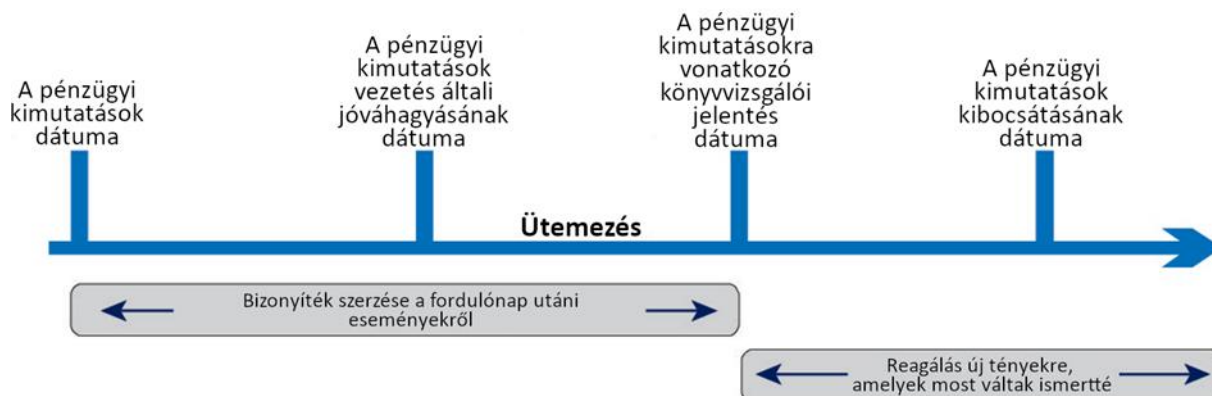 A pénzügyi
kimutatások
dátuma
A pénzügyi
kimutatások
vezetés általi
jóváhagyásának
dátuma
A pénzügyi
kimutatásokra
vonatkozó
könyvvizsgálói
jelentés
dátuma
A pénzügyi
kimutatások
kibocsátásának
dátuma
Ütemezés
Bizonyíték szerzése a fordulónap utáni
eseményekről
Reagálás új tényekre,
amelyek most váltak ismertté